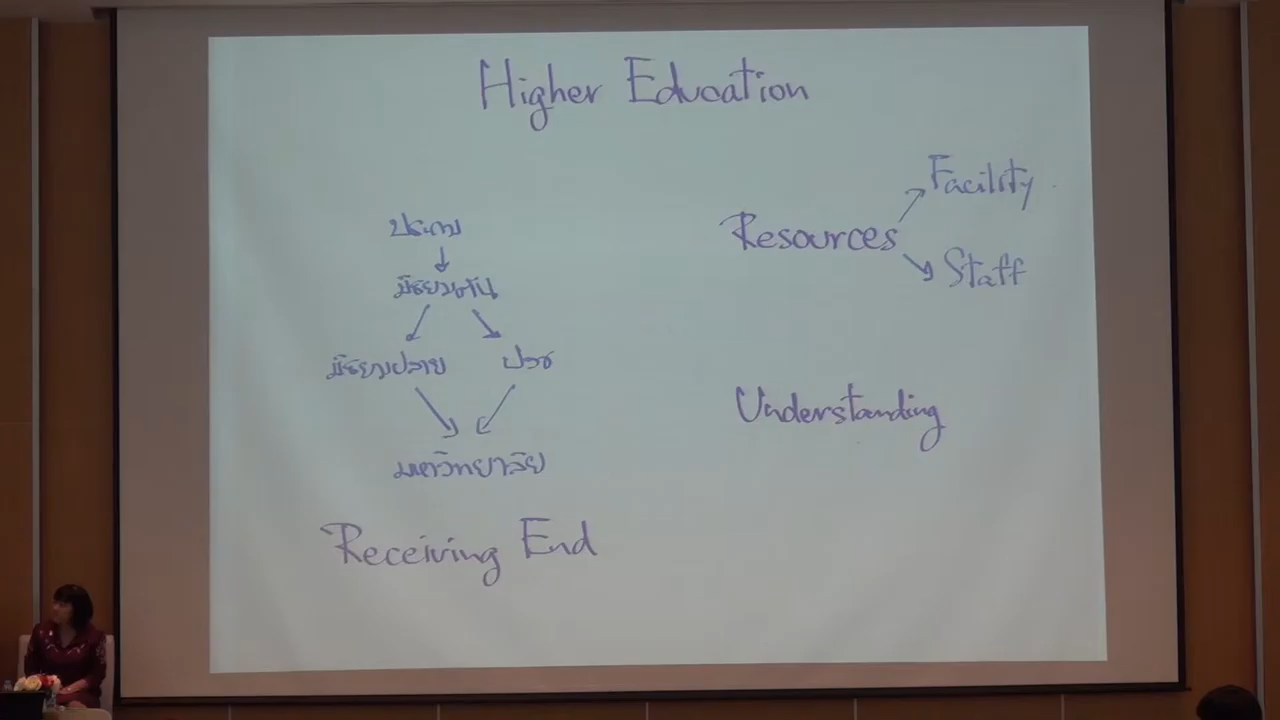 Higher Education
ประถม
มัธยมต้น
มัธยมปลาย
ปวช
มหาวิทยาลัย
Receiving End
Resources
Facility
Staff
Understanding